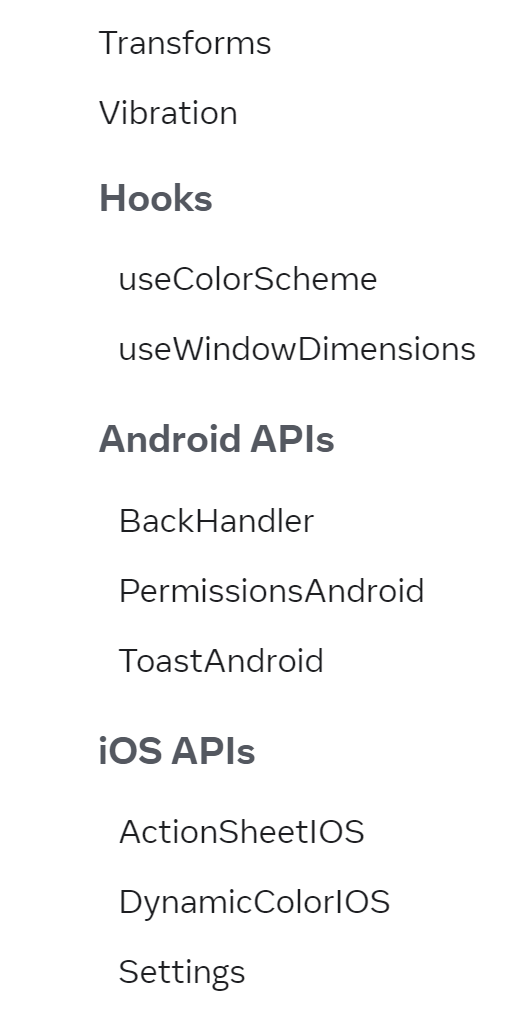 Transforms
Vibration
Hooks
useColorScheme
useWindowDimensions
Android APIs
BackHandler
PermissionsAndroid
ToastAndroid
iOS APIs
ActionSheetIOS
DynamicColorIOS
Settings